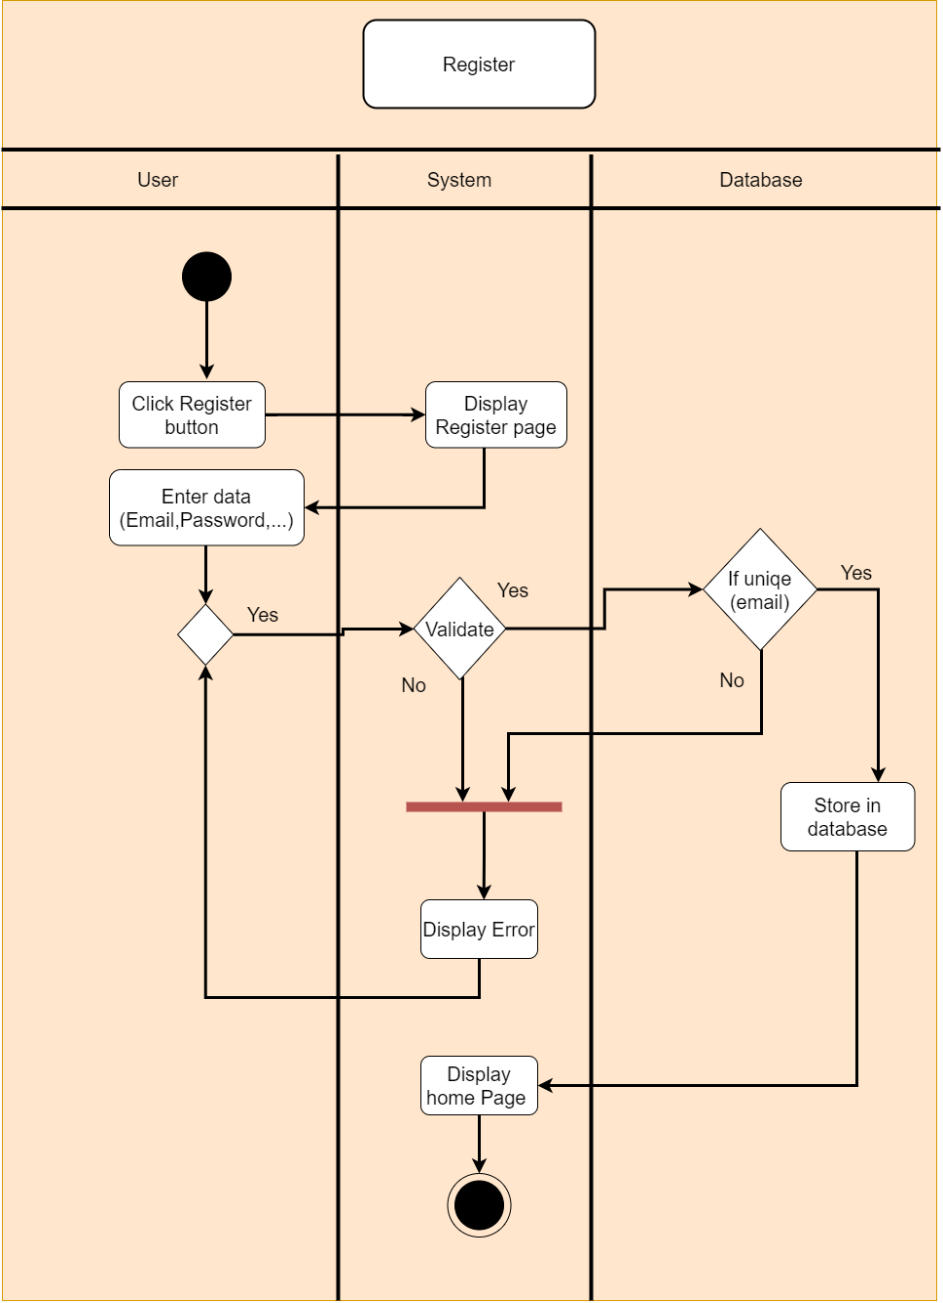 Register
User
System
Database
Click Register
button
Display
Register page
Enter data
(Email,Password,...)
Yes
Validate
Yes
No
If uniqe
(email)
Yes
No
Store in
database
Display Error
Display
home Page